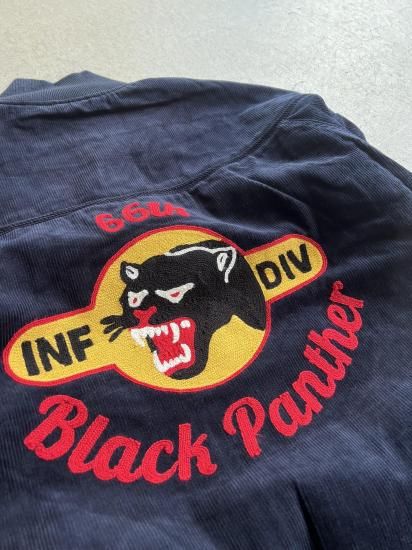 66th
INF DIV
Black Panther